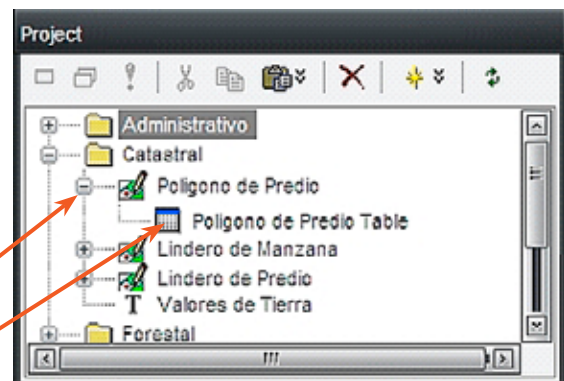 Project
Administrativo
Catastral
Poligono de Predio
Poligono de Predio Table
Lindero de Manzana
Lindero de Predio
T Valores de Tierra
Forestal